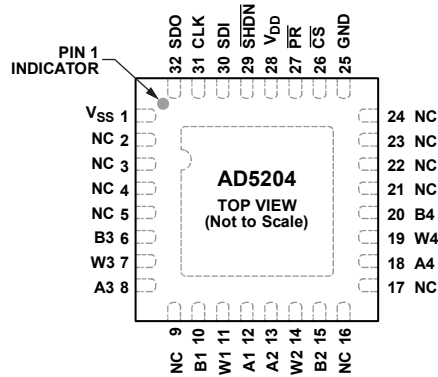 32 SDO
31 CLK
30 SDI
29 SHDN
28 VDD
27 PR
26 CS
25 GND
PIN 1
INDICATOR
VSS 1
NC 2
NC 3
NC 4
NC 5
B3 6
W3 7
A3 8
AD5204
TOP VIEW
(Not to Scale)
24 NC
23 NC
22 NC
21 NC
20 B4
19 W4
18 A4
17 NC
NC 9
B1 10
W1 11
A1 12
A2 13
W2 14
B2 15
NC 16